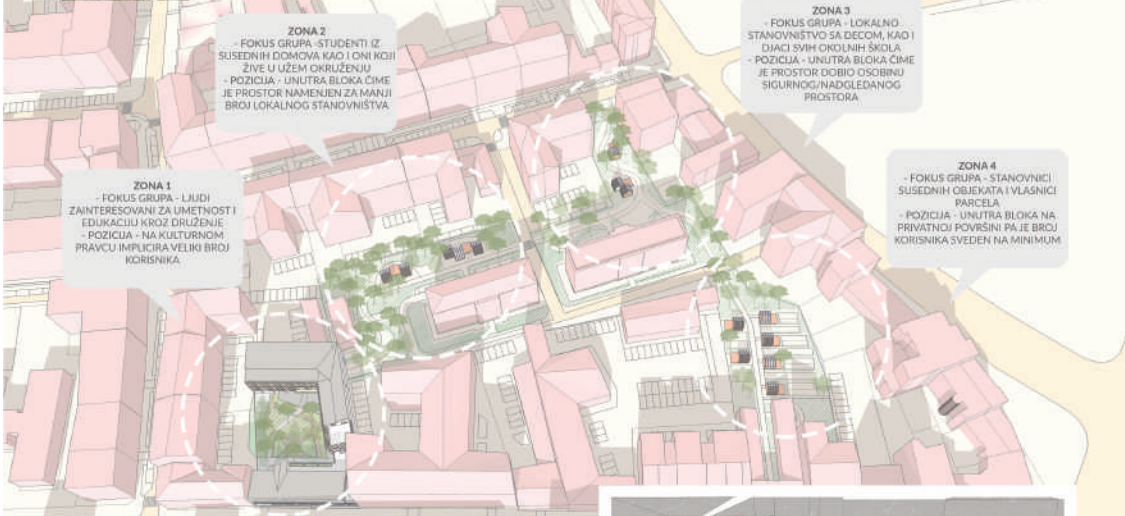 ZONA 1
- FOKUS GRUPA - LJUDI
ZAINTERESOVANI ZA UMETNOST I
EDUKACIJU KROZ DRUŽENJE
- POZICIJA - NA KULTURNOM
PRAVCU IMPLICIRA VELIKI BROJ
KORISNIKA
ZONA 2
- FOKUS GRUPA -STUDENTI IZ
SUSEDNIH DOMOVA KAO I ONI KOJI
ŽIVE U UŽEM OKRUŽENJU
- POZICIJA - UNUTRA BLOKA ČIME
JE PROSTOR NAMENJEN ZA MANJI
BROJ LOKALNOG STANOVNIŠTVA
ZONA 3
- FOKUS GRUPA - LOKALNO
STANOVNIŠTVO SA DECOM, KAO I
DJACI SVIH OKOLNIH ŠKOLA
- POZICIJA - UNUTRA BLOKA ČIME
JE PROSTOR DOBIO OSOBINU
SIGURNOG/NADGLEDANOG
PROSTORA
ZONA 4
- FOKUS GRUPA - STANOVNICI
SUSEDNIH OBJEKATA I VLASNICI
PARCELA
- POZICIJA - UNUTRA BLOKA NA
PRIVATNOJ POVRŠINI PA JE BROJ
KORISNIKA SVEDEN NA MINIMUM